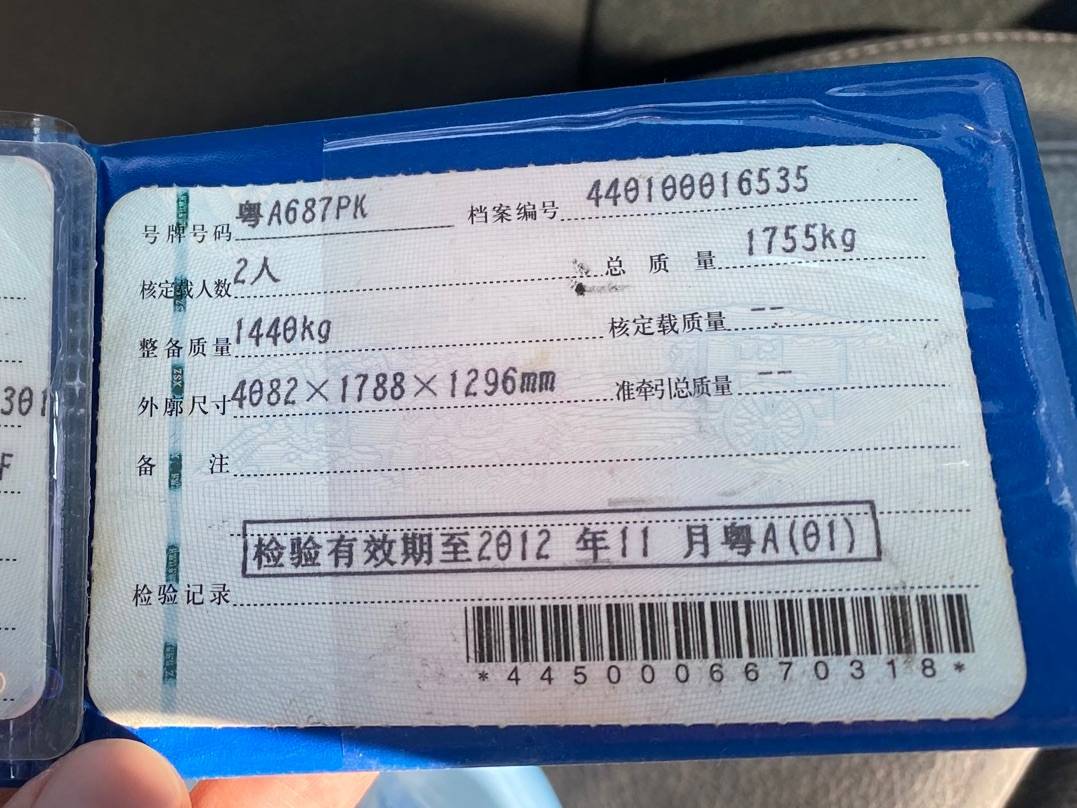 号牌号码 粤A687PK 档案编号 440100016535
核定载人数 2人 总质量 1755kg
整备质量 1440kg 核定载质量 --
外廓尺寸 4082×1788×1296mm 准牵引总质量 --
备注
检验有效期至2012 年11 月粤A(01)
检验记录
*4450006670318*
301
F